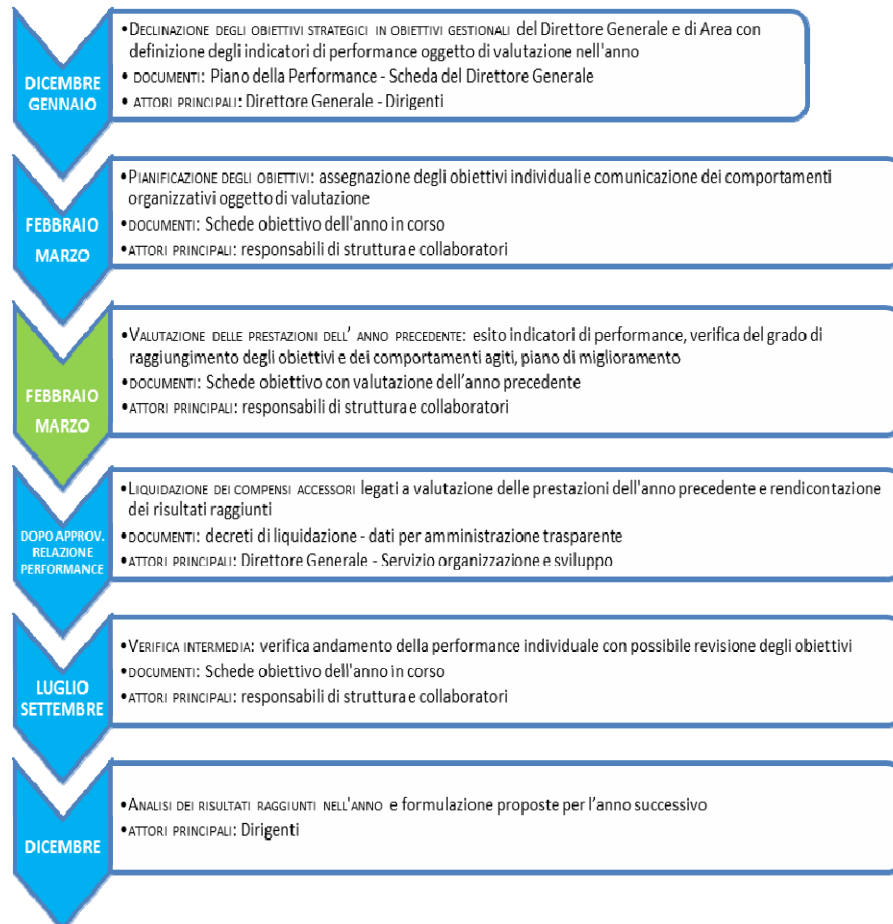 DICEMBRE
GENNAIO
•DECLINAZIONE DEGLI OBIETTIVI STRATEGICI IN OBIETTIVI GESTIONALI del Direttore Generale e di Area con
definizione degli indicatori di performance oggetto di valutazione nell'anno
• DOCUMENTI: Piano della Performance - Scheda del Direttore Generale
• ATTORI PRINCIPALI: Direttore Generale - Dirigenti
FEBBRAIO
MARZO
•PIANIFICAZIONE DEGLI OBIETTIVI: assegnazione degli obiettivi individuali e comunicazione dei comportamenti
organizzativi oggetto di valutazione
•DOCUMENTI: Schede obiettivo dell'anno in corso
•ATTORI PRINCIPALI: responsabili di struttura e collaboratori
FEBBRAIO
MARZO
•VALUTAZIONE DELLE PRESTAZIONI DELL' ANNO PRECEDENTE: esito indicatori di performance, verifica del grado di
raggiungimento degli obiettivi e dei comportamenti agiti, piano di miglioramento
•DOCUMENTI: Schede obiettivo con valutazione dell'anno precedente
•ATTORI PRINCIPALI: responsabili di struttura e collaboratori
DOPO APPROV.
RELAZIONE
PERFORMANCE
•LIQUIDAZIONE DEI COMPENSI ACCESSORI legati a valutazione delle prestazioni dell'anno precedente e rendicontazione
dei risultati raggiunti
•DOCUMENTI: decreti di liquidazione - dati per amministrazione trasparente
•ATTORI PRINCIPALI: Direttore Generale - Servizio organizzazione e sviluppo
LUGLIO
SETTEMBRE
•VERIFICA INTERMEDIA: verifica andamento della performance individuale con possibile revisione degli obiettivi
•DOCUMENTI: Schede obiettivo dell'anno in corso
•ATTORI PRINCIPALI: responsabili di struttura e collaboratori
DICEMBRE
•ANALISI DEI RISULTATI RAGGIUNTI NELL'ANNO e formulazione proposte per l'anno successivo
•ATTORI PRINCIPALI: Dirigenti